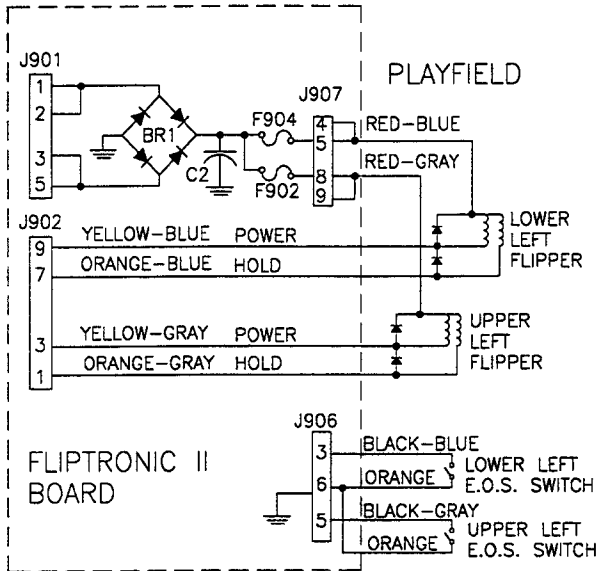 J901
1
2
3
5
BR1
C2
F904
F902
J907
4
5
8
9
PLAYFIELD
RED-BLUE
RED-GRAY
J902
9
7
3
1
YELLOW-BLUE POWER
ORANGE-BLUE HOLD
LOWER
LEFT
FLIPPER
YELLOW-GRAY POWER
ORANGE-GRAY HOLD
UPPER
LEFT
FLIPPER
FLIPTRONIC II
BOARD
J906
3
6
5
BLACK-BLUE
ORANGE
LOWER LEFT
E.O.S. SWITCH
BLACK-GRAY
ORANGE
UPPER LEFT
E.O.S. SWITCH